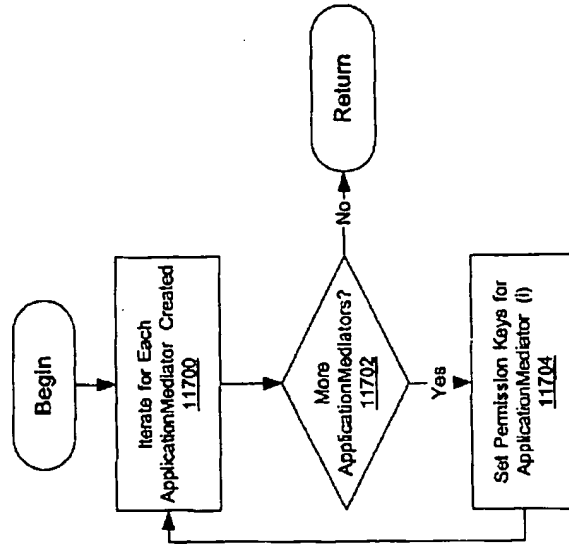 Begin
Iterate for Each
ApplicationMediator Created
11700
More
ApplicationMediators?
11702
No
Return
Yes
Set Permission Keys for
ApplicationMediator (i)
11704